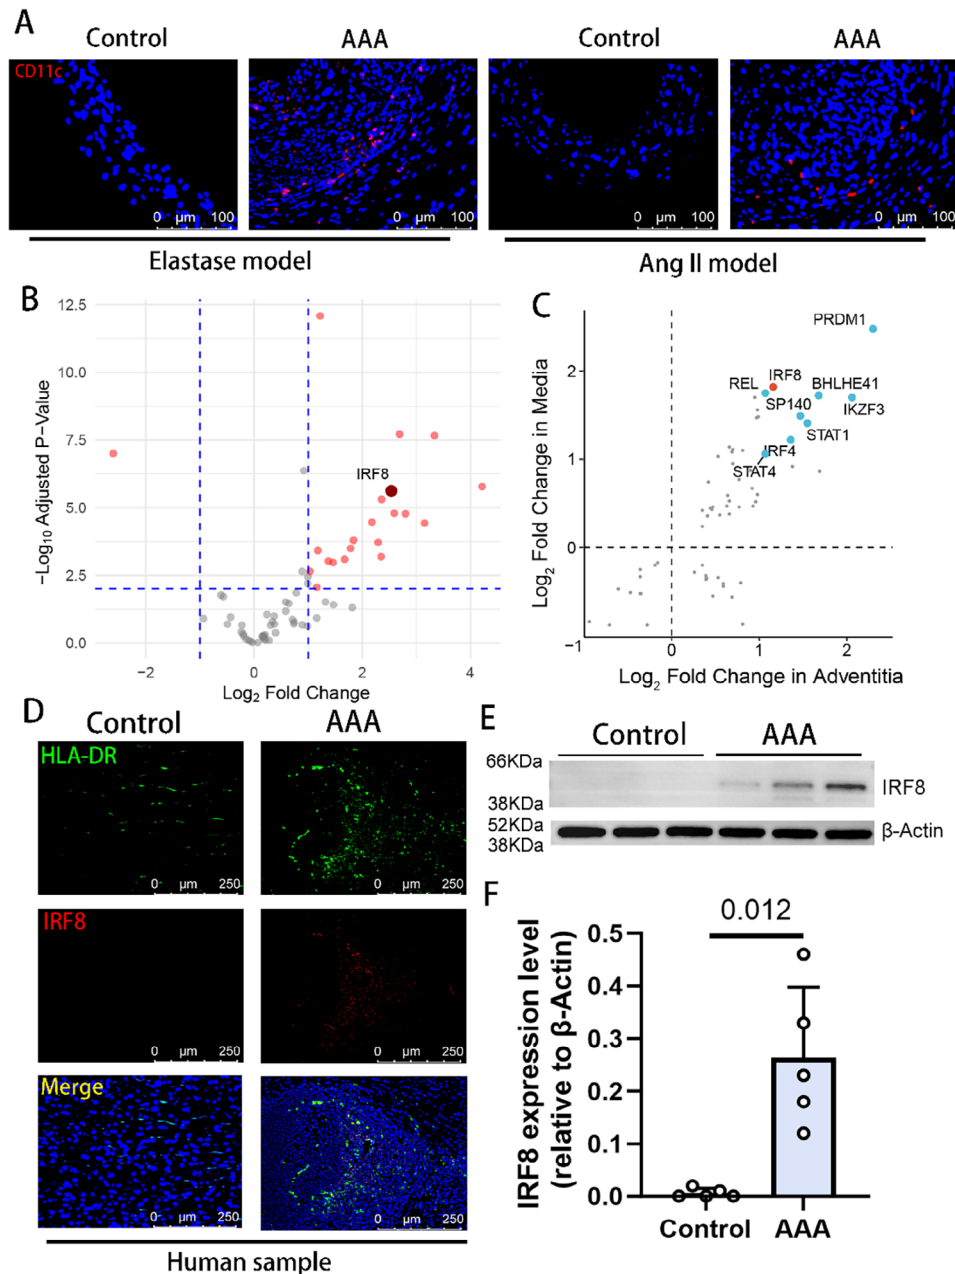 A
Control
AAA
Control
AAA
CD11c
0 μm 100
0 μm 100
0 μm 100
0 μm 100
Elastase model
Ang II model
B
12.5
10.0
7.5
5.0
2.5
0.0
−Log10 Adjusted P-Value
IRF8
−2
0
2
4
Log2 Fold Change
C
PRDM1
IRF8
REL
BHLHE41
SP140
IKZF3
STAT1
IRF4
STAT4
2
1
0
−1
0
1
2
Log2 Fold Change in Media
Log2 Fold Change in Adventitia
D
Control
AAA
HLA-DR
0 μm 250
0 μm 250
IRF8
0 μm 250
0 μm 250
Merge
0 μm 250
0 μm 250
Human sample
E
Control
AAA
66KDa
38KDa
IRF8
52KDa
38KDa
β-Actin
F
0.012
0.5
0.4
0.3
0.2
0.1
0.0
IRF8 expression level
(relative to β-Actin)
Control
AAA